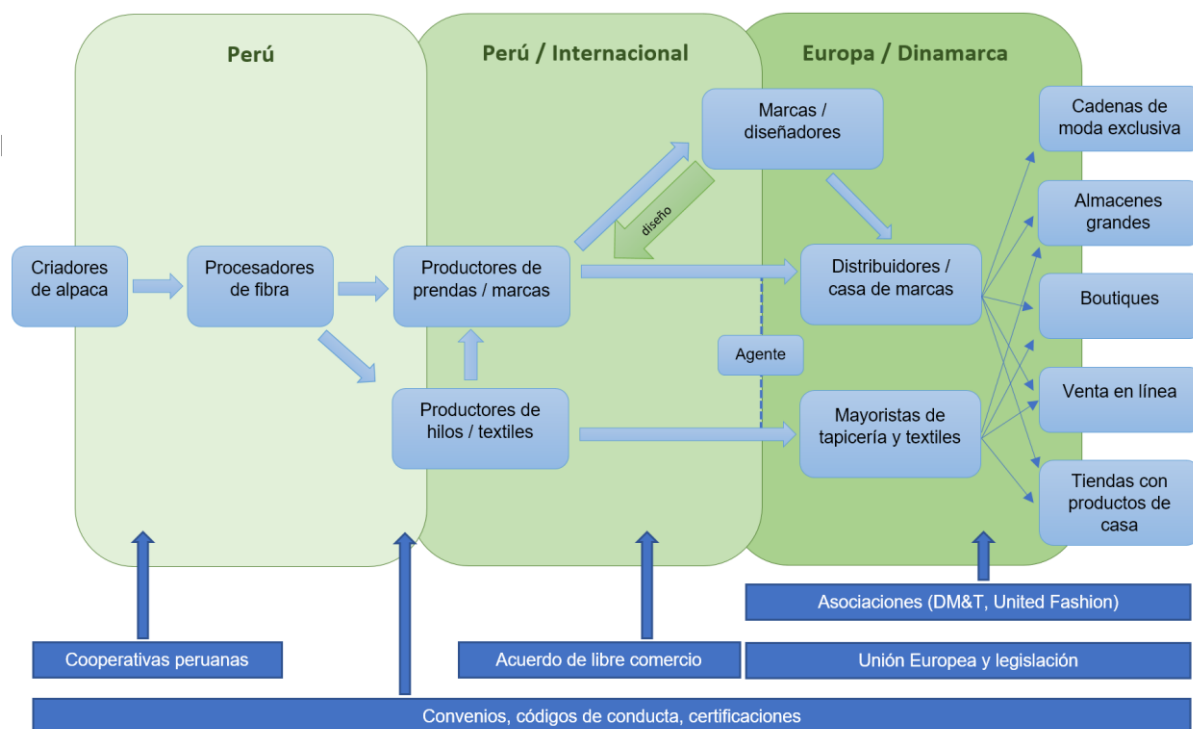 Perú
Perú / Internacional
Europa / Dinamarca
Marcas /
diseñadores
Cadenas de
moda exclusiva
diseño
Almacenes
grandes
Criadores
de alpaca
Procesadores
de fibra
Productores de
prendas / marcas
Distribuidores /
casa de marcas
Boutiques
Agente
Productores de
hilos / textiles
Mayoristas de
tapicería y textiles
Venta en línea
Tiendas con
productos de
casa
Asociaciones (DM&T, United Fashion)
Cooperativas peruanas
Acuerdo de libre comercio
Unión Europea y legislación
Convenios, códigos de conducta, certificaciones